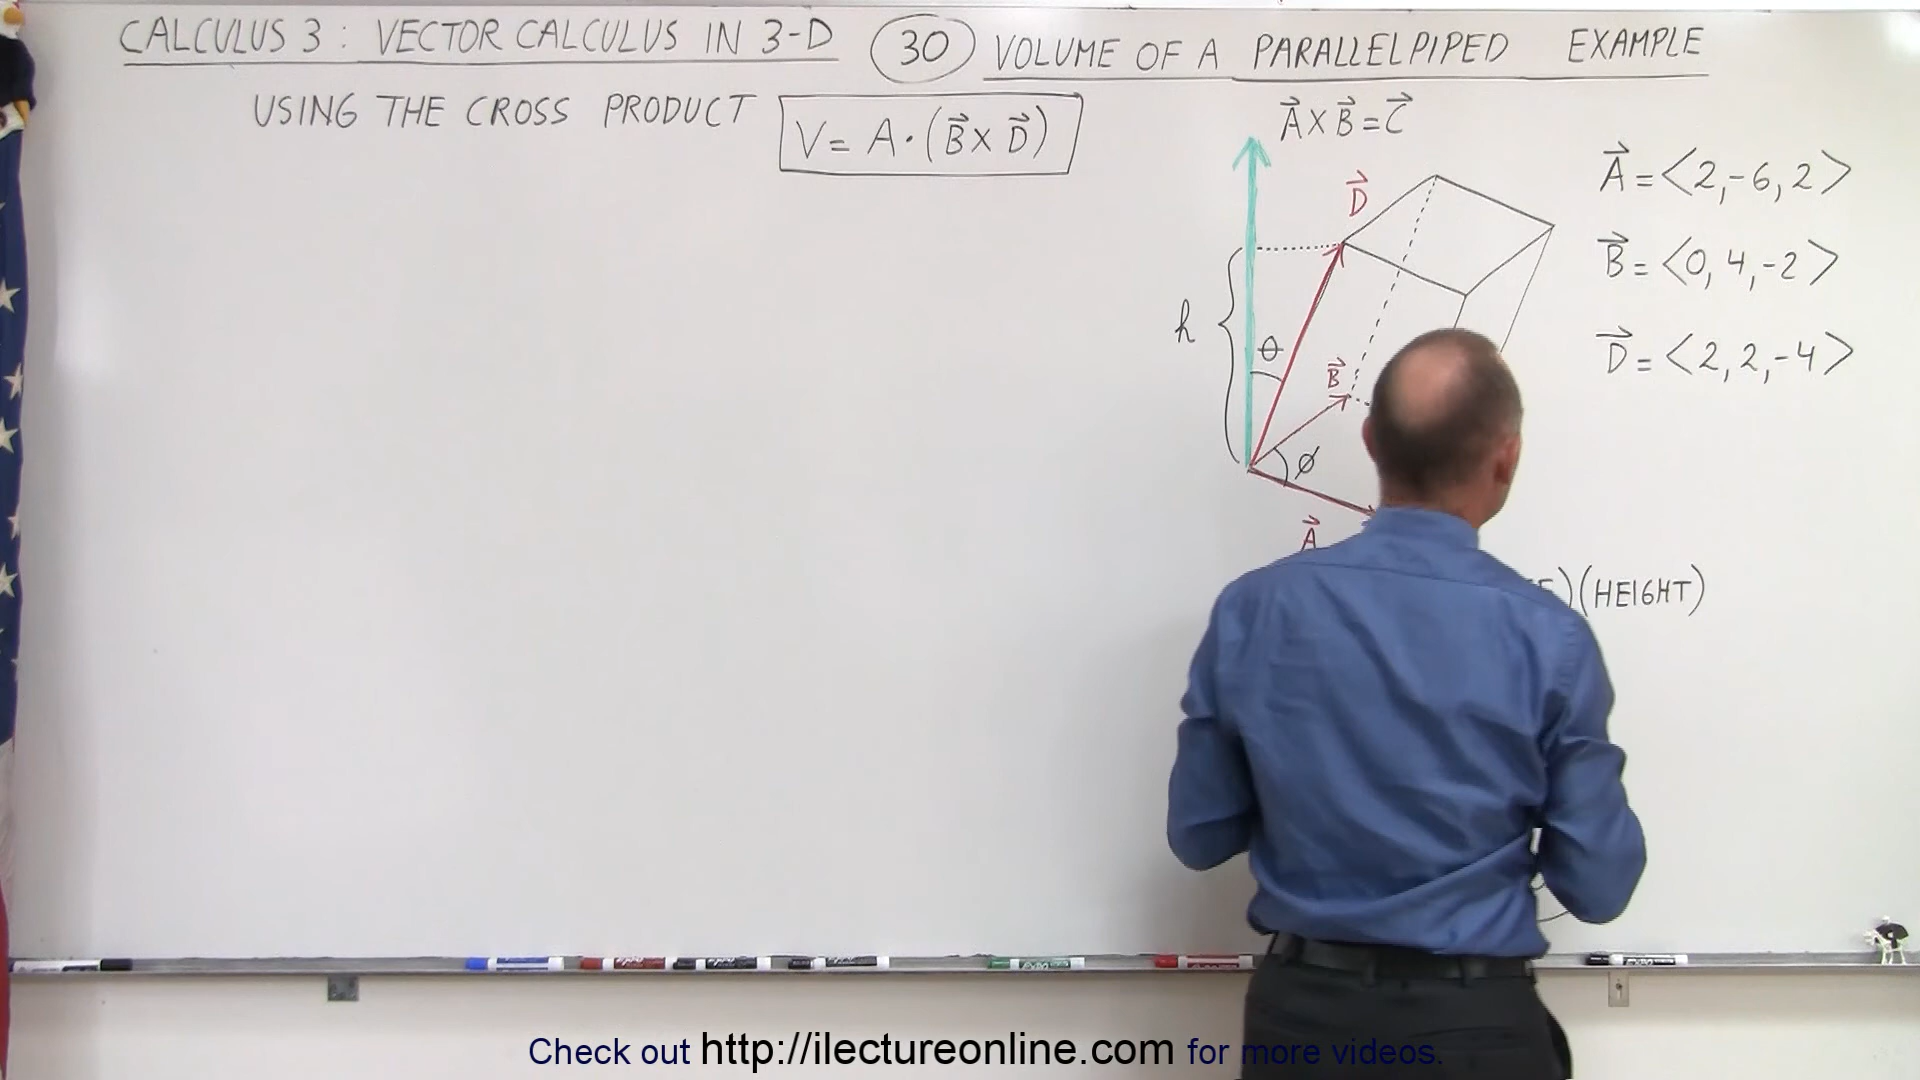 CALCULUS 3 : VECTOR CALCULUS IN 3-D 30 VOLUME OF A PARALLELPIPED EXAMPLE
USING THE CROSS PRODUCT V = A · (B⃗ X D⃗)
A⃗ X B⃗ = C⃗
A⃗ = <2, -6, 2>
B⃗ = <0, 4, -2>
D⃗ = <2, 2, -4>
D⃗
h
θ
B⃗
ϕ
A⃗
)(HEIGHT)
Check out http://ilectureonline.com for more videos.